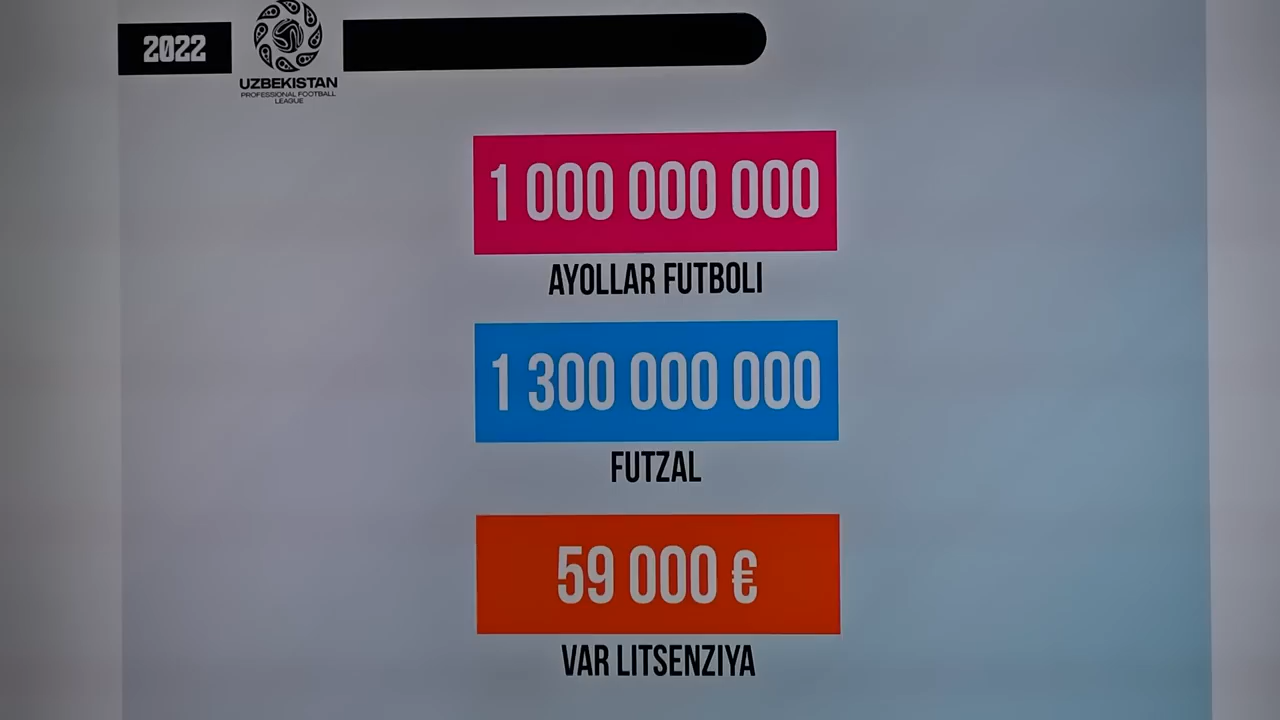 2022
UZBEKISTAN
PROFESSIONAL FOOTBALL
LEAGUE
1 000 000 000
AYOLLAR FUTBOLI
1 300 000 000
FUTZAL
59 000 €
VAR LITSENZIYA